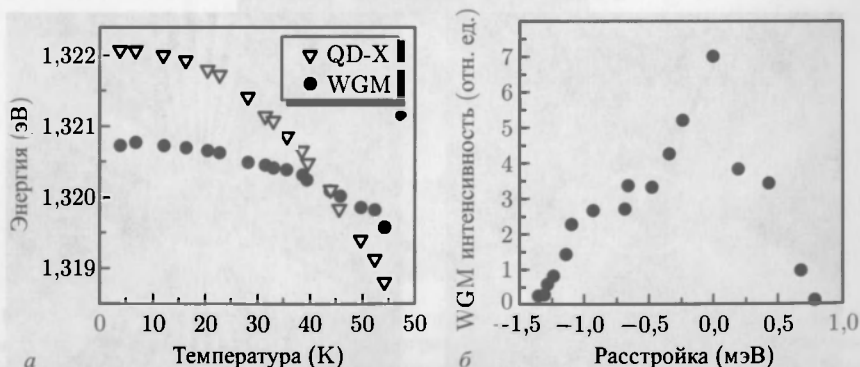 Энергия (эВ)
1,322
1,321
1,320
1,319
QD-X
WGM
0 10 20 30 40 50
Температура (K)
а
WGM интенсивность (отн. ед.)
7
6
5
4
3
2
1
0
-1,5 -1,0 -0,5 0,0 0,5 1,0
Расстройка (мэВ)
б